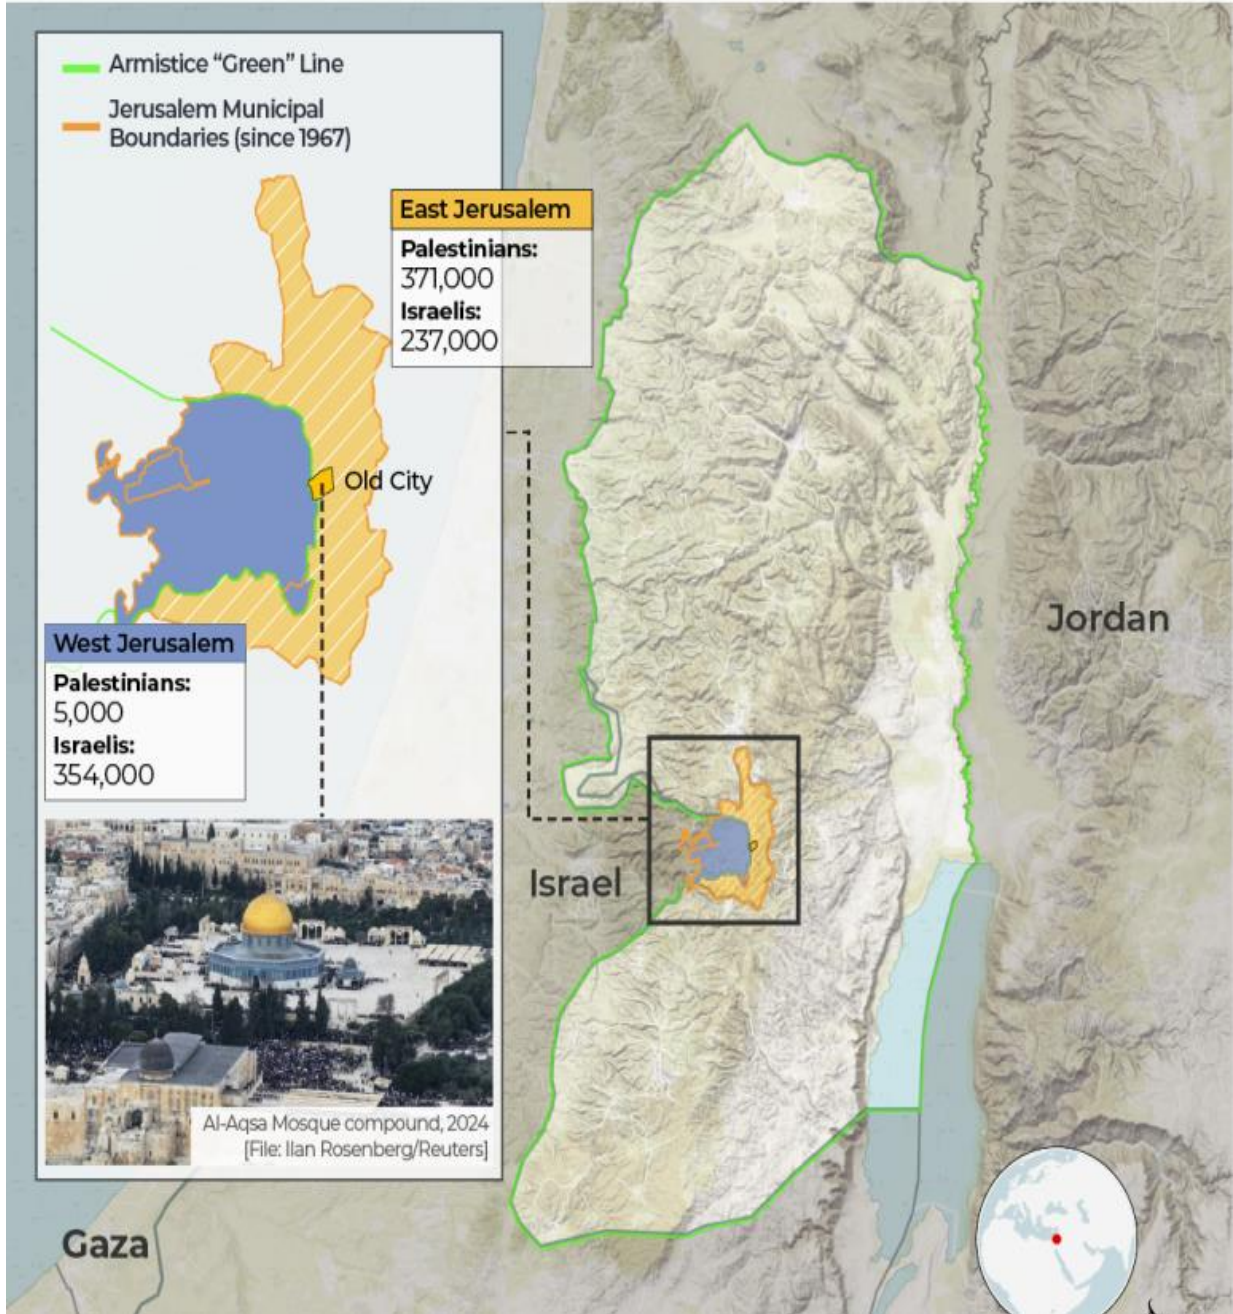 Armistice “Green” Line
Jerusalem Municipal
Boundaries (since 1967)
East Jerusalem
Palestinians:
371,000
Israelis:
237,000
Old City
West Jerusalem
Palestinians:
5,000
Israelis:
354,000
Al-Aqsa Mosque compound, 2024
[File: Ilan Rosenberg/Reuters]
Jordan
Israel
Gaza